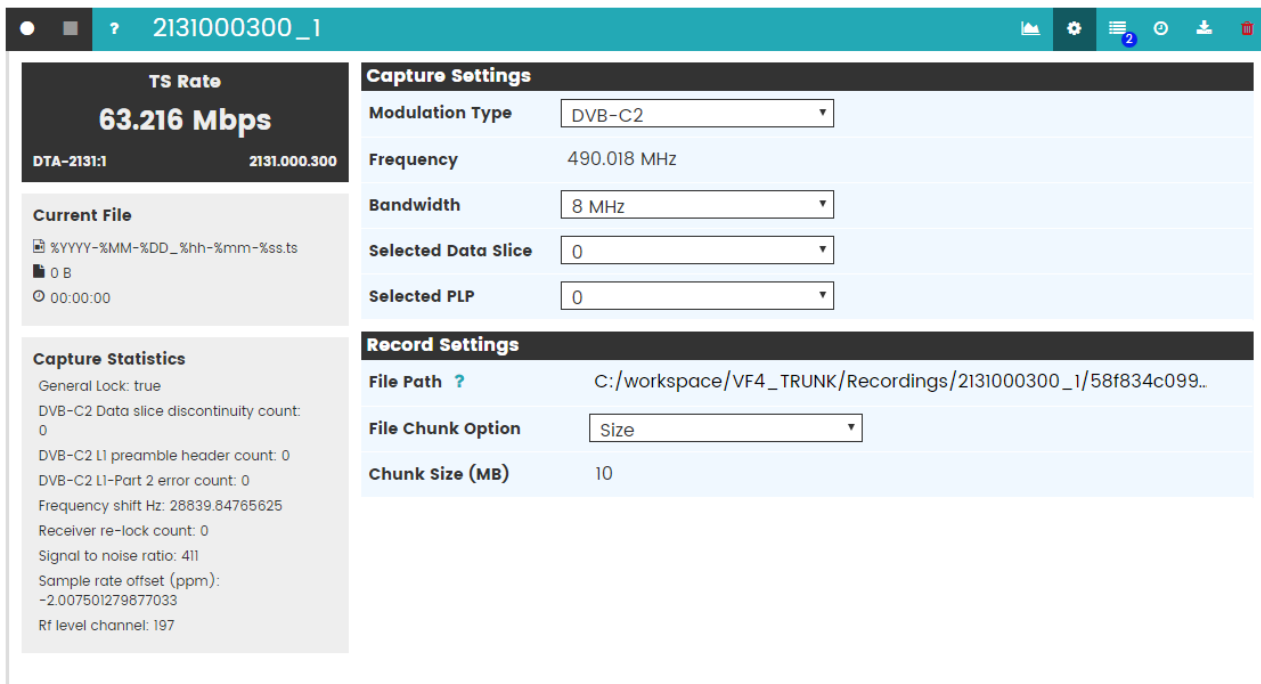 ? 2131000300_1
2
TS Rate
63.216 Mbps
DTA-2131:1 2131.000.300
Current File
%YYYY-%MM-%DD_%hh-%mm-%ss.ts
0 B
00:00:00
Capture Statistics
General Lock: true
DVB-C2 Data slice discontinuity count:
0
DVB-C2 L1 preamble header count: 0
DVB-C2 L1-Part 2 error count: 0
Frequency shift Hz: 28839.84765625
Receiver re-lock count: 0
Signal to noise ratio: 411
Sample rate offset (ppm):
-2.007501279877033
Rf level channel: 197
Capture Settings
Modulation Type DVB-C2
Frequency 490.018 MHz
Bandwidth 8 MHz
Selected Data Slice 0
Selected PLP 0
Record Settings
File Path ? C:/workspace/VF4_TRUNK/Recordings/2131000300_1/58f834c099...
File Chunk Option Size
Chunk Size (MB) 10